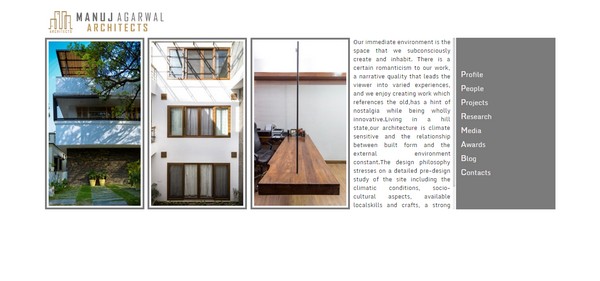 MANUJ AGARWAL
ARCHITECTS
ARCHITECTS
Our immediate environment is the
space that we subconsciously
create and inhabit. There is a
certain romanticism to our work,
a narrative quality that leads the
viewer into varied experiences,
and we enjoy creating work which
references the old,has a hint of
nostalgia while being wholly
innovative.Living in a hill
state,our architecture is climate
sensitive and the relationship
between built form and the
external environment
constant.The design philosophy
stresses on a detailed pre-design
study of the site including the
climatic conditions, socio-
cultural aspects, available
localskills and crafts, a strong
Profile
People
Projects
Research
Media
Awards
Blog
Contacts